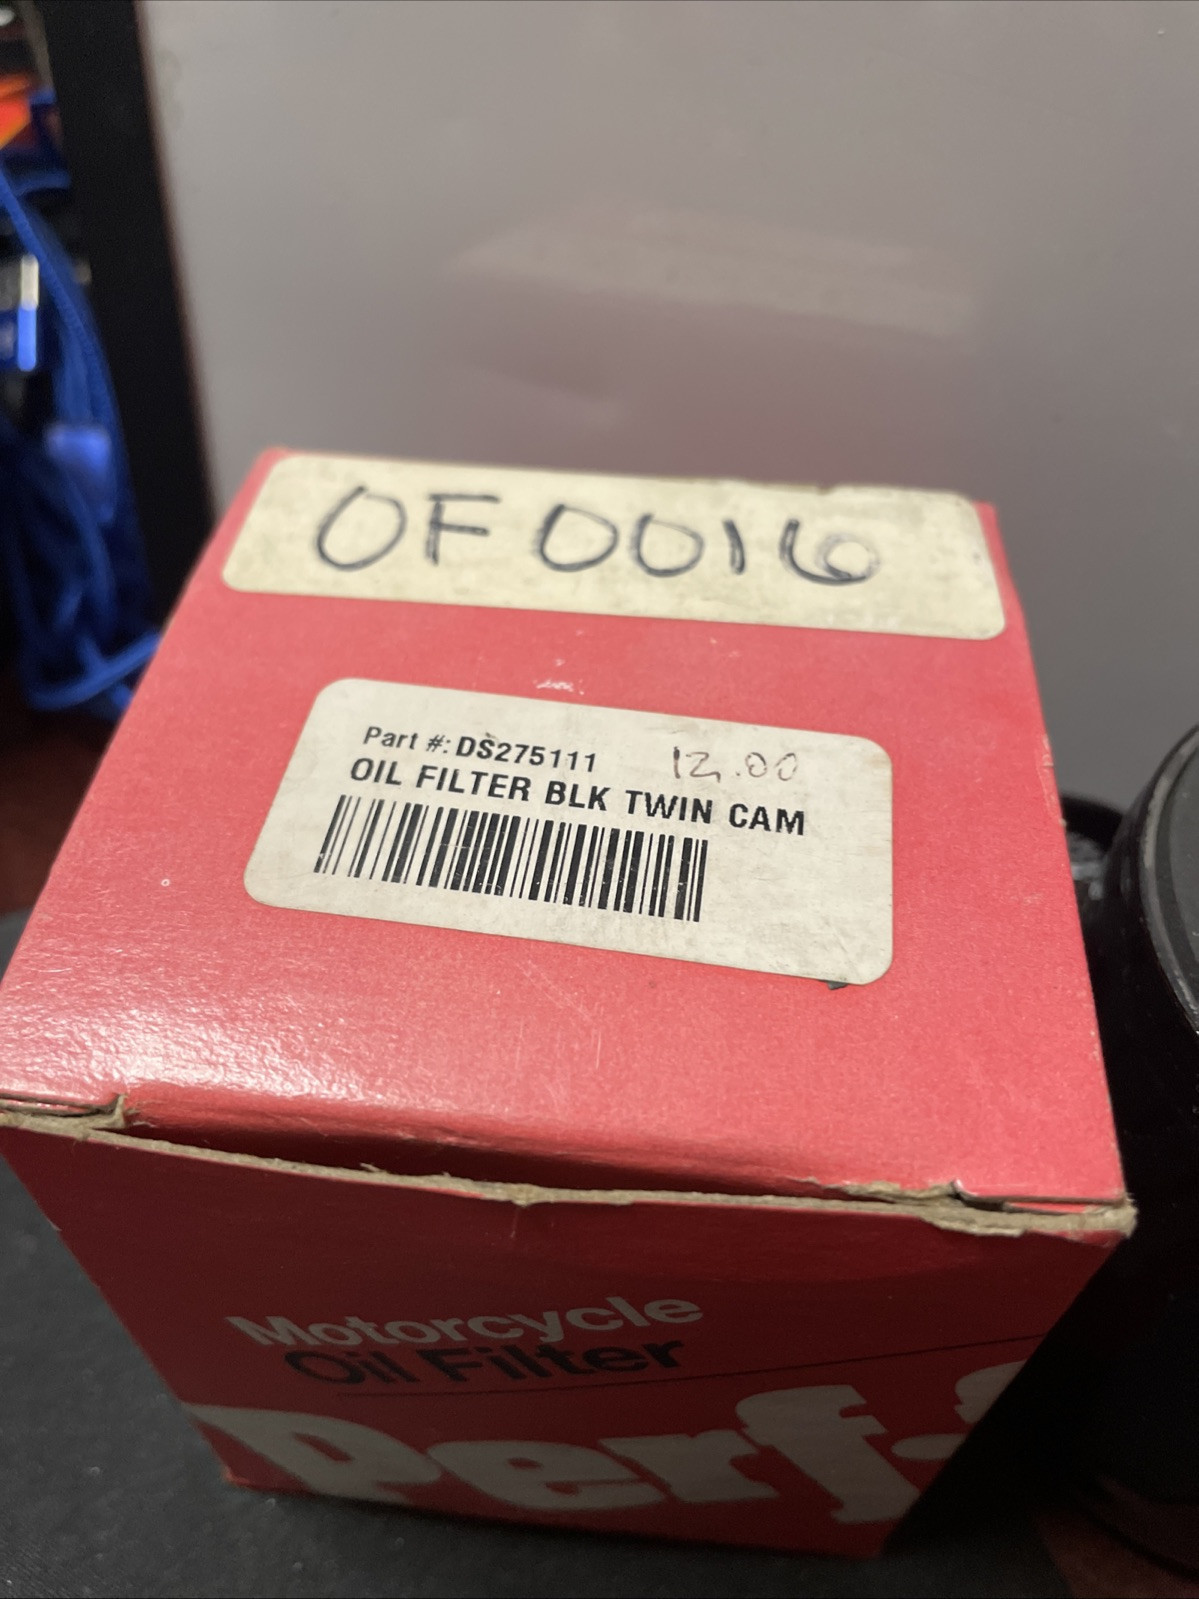 OF0016
Part #: DS275111 12.00
OIL FILTER BLK TWIN CAM
Motorcycle
Oil Filter